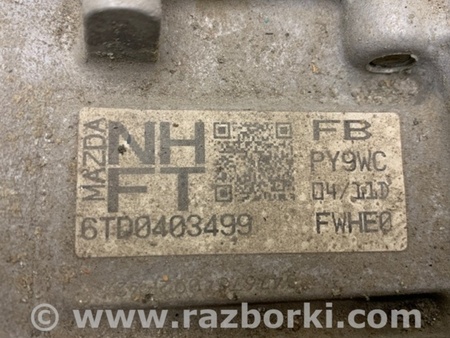 MAZDA
NH
FT
FB
PY9WC
04/11D
6TD0403499
FWHE0
www.razborki.com